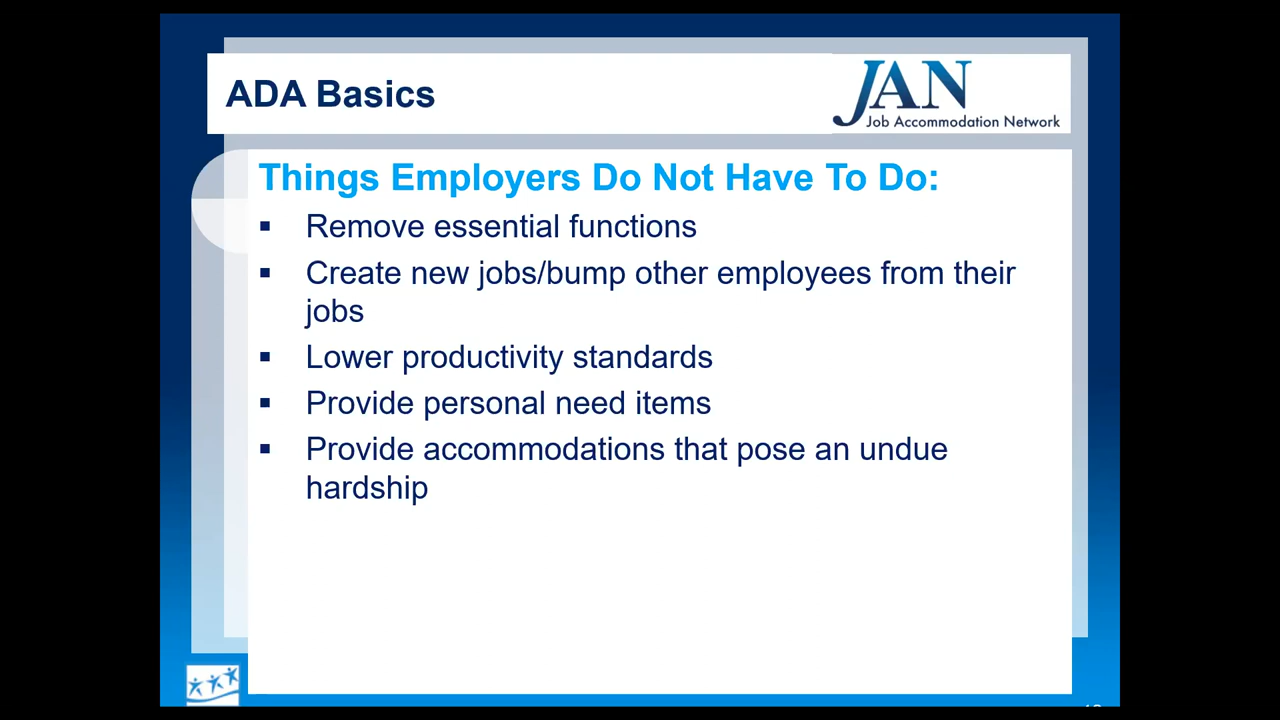 ADA Basics
JAN
Job Accommodation Network
Things Employers Do Not Have To Do:
▪ Remove essential functions
▪ Create new jobs/bump other employees from their
jobs
▪ Lower productivity standards
▪ Provide personal need items
▪ Provide accommodations that pose an undue
hardship